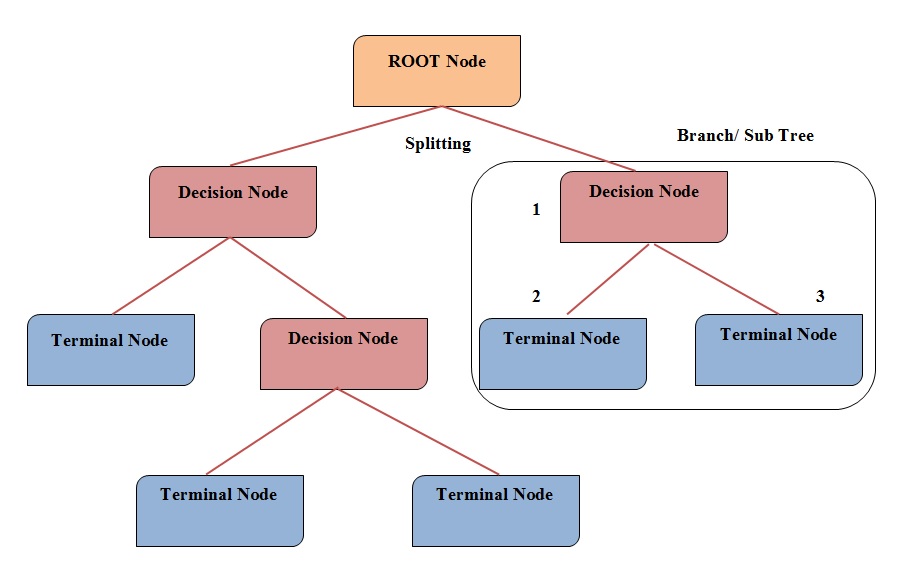 ROOT Node
Branch/ Sub Tree
Splitting
Decision Node
Decision Node
1
2
3
Terminal Node
Decision Node
Terminal Node
Terminal Node
Terminal Node
Terminal Node